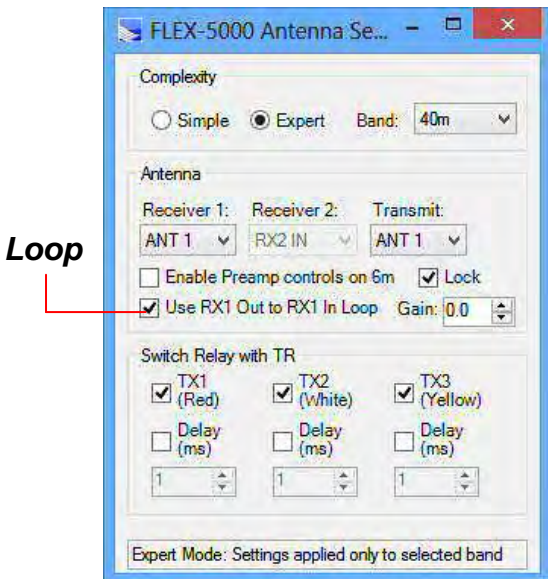 FLEX-5000 Antenna Se...
Complexity
Simple Expert Band: 40m
Antenna
Receiver 1: Receiver 2: Transmit:
ANT 1 RX2 IN ANT 1
Loop
Enable Preamp controls on 6m Lock
Use RX1 Out to RX1 In Loop Gain: 0.0
Switch Relay with TR
TX1 TX2 TX3
(Red) (White) (Yellow)
Delay Delay Delay
(ms) (ms) (ms)
1 1 1
Expert Mode: Settings applied only to selected band